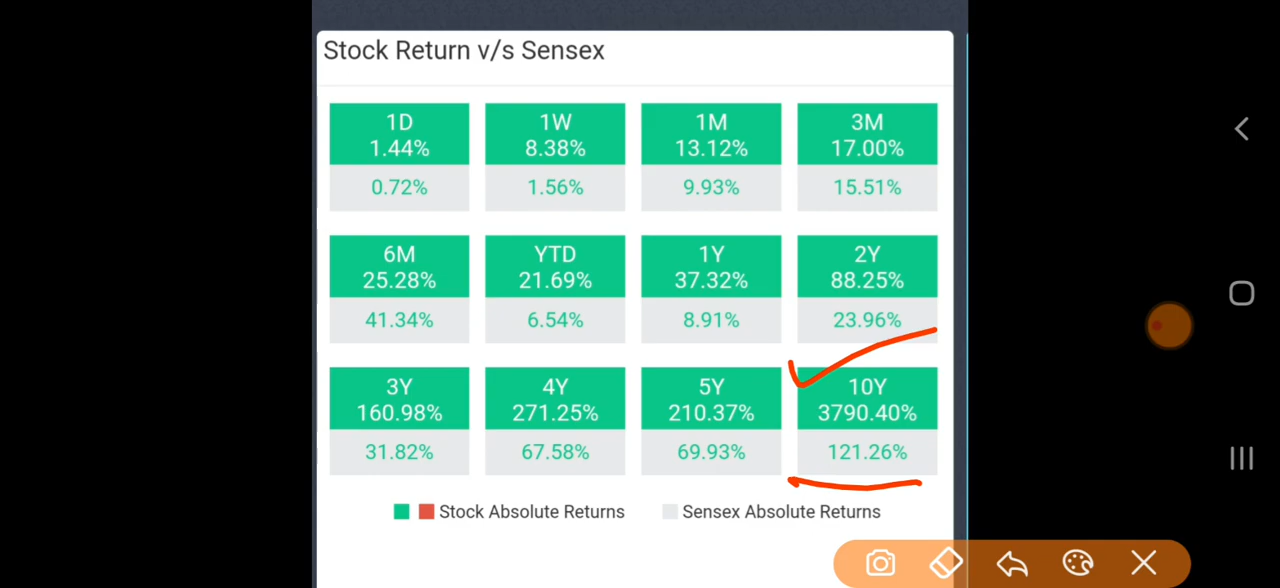 Stock Return v/s Sensex
1D 1W 1M 3M
1.44% 8.38% 13.12% 17.00%
0.72% 1.56% 9.93% 15.51%
6M YTD 1Y 2Y
25.28% 21.69% 37.32% 88.25%
41.34% 6.54% 8.91% 23.96%
3Y 4Y 5Y 10Y
160.98% 271.25% 210.37% 3790.40%
31.82% 67.58% 69.93% 121.26%
Stock Absolute Returns Sensex Absolute Returns